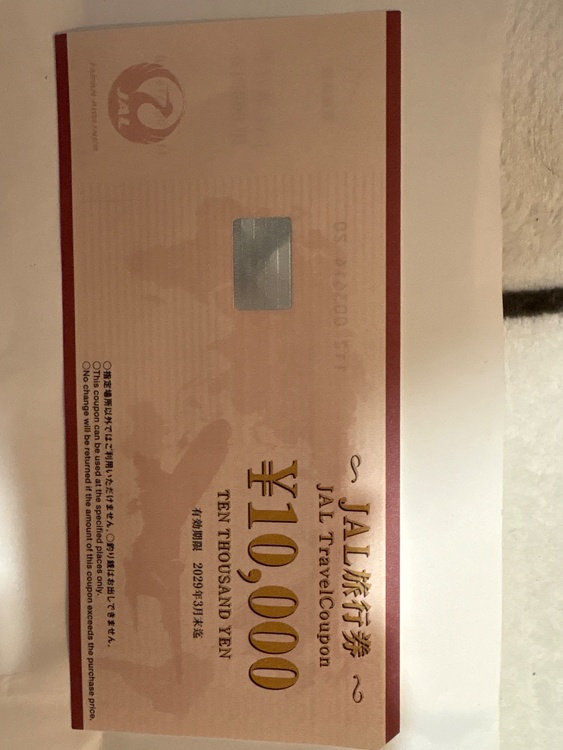 JAL旅行券
JAL TravelCoupon
¥10,000
TEN THOUSAND YEN
有効期限 2029年3月末迄
○指定場所以外ではご利用いただけません。○釣り銭はお出しできません。
○This coupon can be used at the specified places only.
○No change will be returned if the amount of this coupon exceeds the purchase price.
JAL
JAPAN AIRLINES